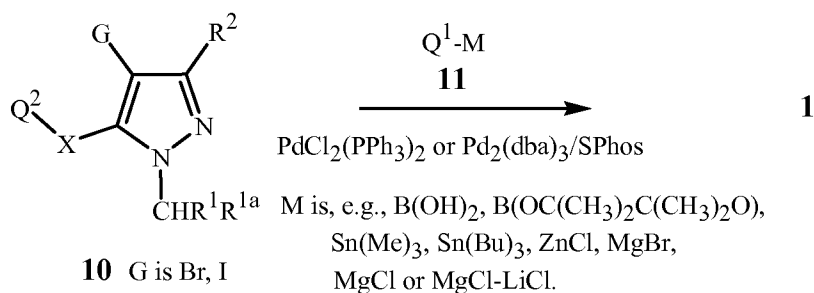 G R²
Q¹-M
11
Q²
X N N
1
PdCl₂(PPh₃)₂ or Pd₂(dba)₃/SPhos
CHR¹R¹ᵃ
M is, e.g., B(OH)₂, B(OC(CH₃)₂C(CH₃)₂O),
Sn(Me)₃, Sn(Bu)₃, ZnCl, MgBr,
MgCl or MgCl-LiCl.
10 G is Br, I